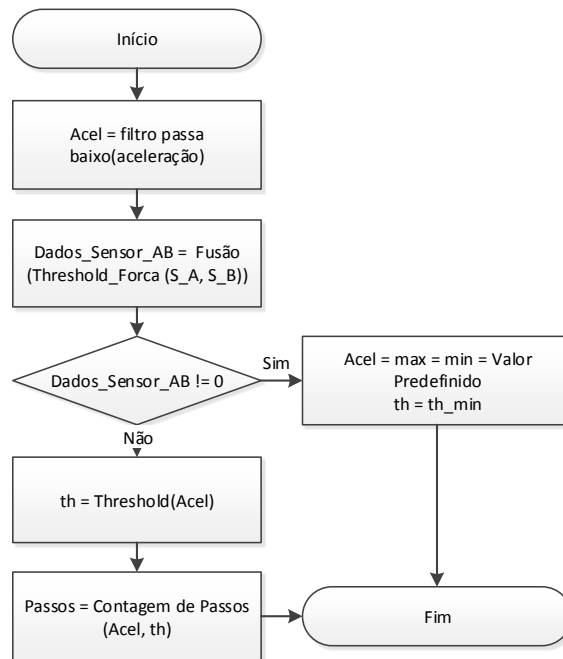 Início
Acel = filtro passa
baixo(aceleração)
Dados_Sensor_AB = Fusão
(Threshold_Forca (S_A, S_B))
Dados_Sensor_AB != 0
Sim
Acel = max = min = Valor
Predefinido
th = th_min
Não
th = Threshold(Acel)
Passos = Contagem de Passos
(Acel, th)
Fim